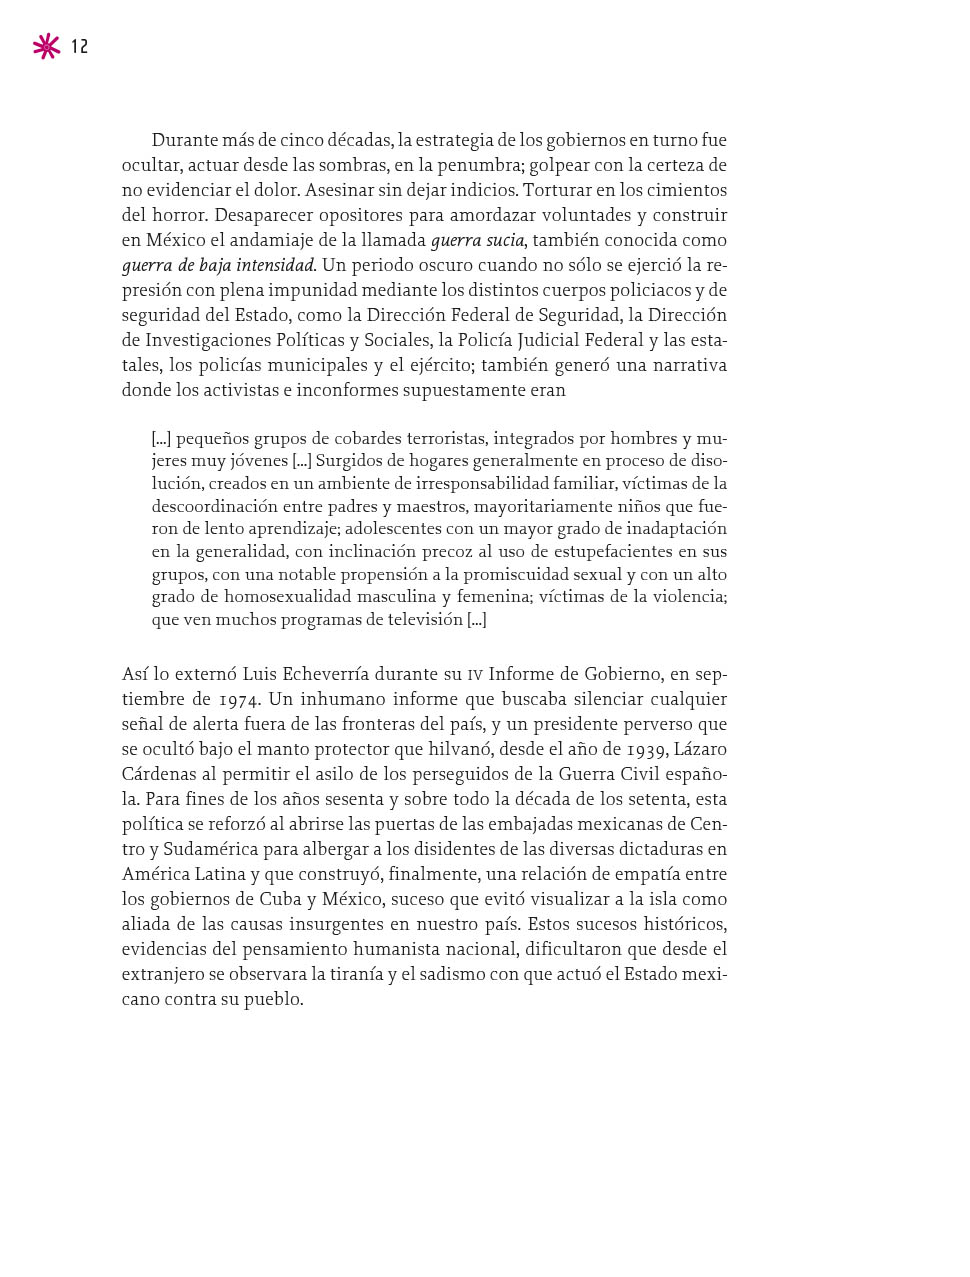 12
Durante más de cinco décadas, la estrategia de los gobiernos en turno fue
ocultar, actuar desde las sombras, en la penumbra; golpear con la certeza de
no evidenciar el dolor. Asesinar sin dejar indicios. Torturar en los cimientos
del horror. Desaparecer opositores para amordazar voluntades y construir
en México el andamiaje de la llamada guerra sucia, también conocida como
guerra de baja intensidad. Un periodo oscuro cuando no sólo se ejerció la re-
presión con plena impunidad mediante los distintos cuerpos policiacos y de
seguridad del Estado, como la Dirección Federal de Seguridad, la Dirección
de Investigaciones Políticas y Sociales, la Policía Judicial Federal y las esta-
tales, los policías municipales y el ejército; también generó una narrativa
donde los activistas e inconformes supuestamente eran
[...] pequeños grupos de cobardes terroristas, integrados por hombres y mu-
jeres muy jóvenes [...] Surgidos de hogares generalmente en proceso de diso-
lución, creados en un ambiente de irresponsabilidad familiar, víctimas de la
descoordinación entre padres y maestros, mayoritariamente niños que fue-
ron de lento aprendizaje; adolescentes con un mayor grado de inadaptación
en la generalidad, con inclinación precoz al uso de estupefacientes en sus
grupos, con una notable propensión a la promiscuidad sexual y con un alto
grado de homosexualidad masculina y femenina; víctimas de la violencia;
que ven muchos programas de televisión [...]
Así lo externó Luis Echeverría durante su IV Informe de Gobierno, en sep-
tiembre de 1974. Un inhumano informe que buscaba silenciar cualquier
señal de alerta fuera de las fronteras del país, y un presidente perverso que
se ocultó bajo el manto protector que hilvanó, desde el año de 1939, Lázaro
Cárdenas al permitir el asilo de los perseguidos de la Guerra Civil españo-
la. Para fines de los años sesenta y sobre todo la década de los setenta, esta
política se reforzó al abrirse las puertas de las embajadas mexicanas de Cen-
tro y Sudamérica para albergar a los disidentes de las diversas dictaduras en
América Latina y que construyó, finalmente, una relación de empatía entre
los gobiernos de Cuba y México, suceso que evitó visualizar a la isla como
aliada de las causas insurgentes en nuestro país. Estos sucesos históricos,
evidencias del pensamiento humanista nacional, dificultaron que desde el
extranjero se observara la tiranía y el sadismo con que actuó el Estado mexi-
cano contra su pueblo.